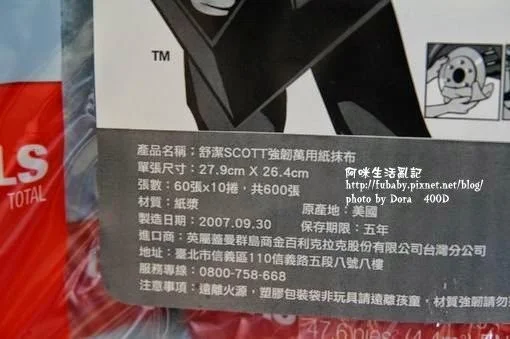 TM
LS
TOTAL
產品名稱：舒潔SCOTT強韌萬用紙抹布
單張尺寸：27.9cm X 26.4cm
張數：60張x10捲，共600張
材質：紙漿 原產地：美國
製造日期：2007.09.30 保存期限：五年
進口商：英屬蓋曼群島商金百利克拉克股份有限公司台灣分公司
地址：臺北市信義區110信義路五段八號八樓
服務專線：0800-758-668
注意事項：遠離火源，塑膠包裝袋非玩具請遠離孩童，材質強韌請勿
阿咪生活亂記
http://fubaby.pixnet.net/blog/
photo by Dora 400D